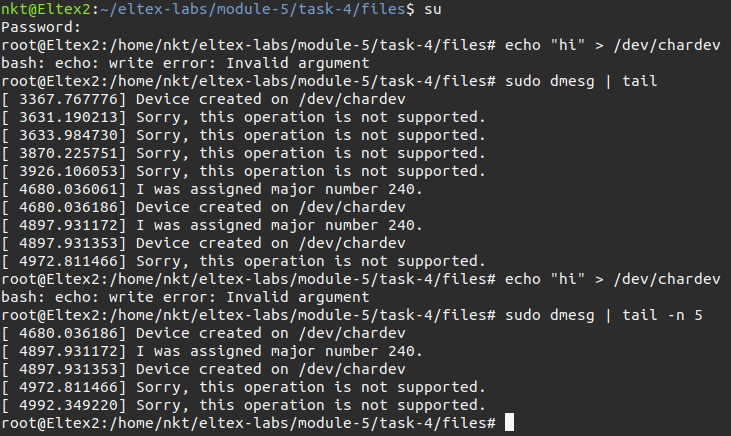 nkt@Eltex2:~/eltex-labs/module-5/task-4/files$ su
Password:
root@Eltex2:/home/nkt/eltex-labs/module-5/task-4/files# echo "hi" > /dev/chardev
bash: echo: write error: Invalid argument
root@Eltex2:/home/nkt/eltex-labs/module-5/task-4/files# sudo dmesg | tail
[ 3367.767776] Device created on /dev/chardev
[ 3631.190213] Sorry, this operation is not supported.
[ 3633.984730] Sorry, this operation is not supported.
[ 3870.225751] Sorry, this operation is not supported.
[ 3926.106053] Sorry, this operation is not supported.
[ 4680.036061] I was assigned major number 240.
[ 4680.036186] Device created on /dev/chardev
[ 4897.931172] I was assigned major number 240.
[ 4897.931353] Device created on /dev/chardev
[ 4972.811466] Sorry, this operation is not supported.
root@Eltex2:/home/nkt/eltex-labs/module-5/task-4/files# echo "hi" > /dev/chardev
bash: echo: write error: Invalid argument
root@Eltex2:/home/nkt/eltex-labs/module-5/task-4/files# sudo dmesg | tail -n 5
[ 4680.036186] Device created on /dev/chardev
[ 4897.931172] I was assigned major number 240.
[ 4897.931353] Device created on /dev/chardev
[ 4972.811466] Sorry, this operation is not supported.
[ 4992.349220] Sorry, this operation is not supported.
root@Eltex2:/home/nkt/eltex-labs/module-5/task-4/files#